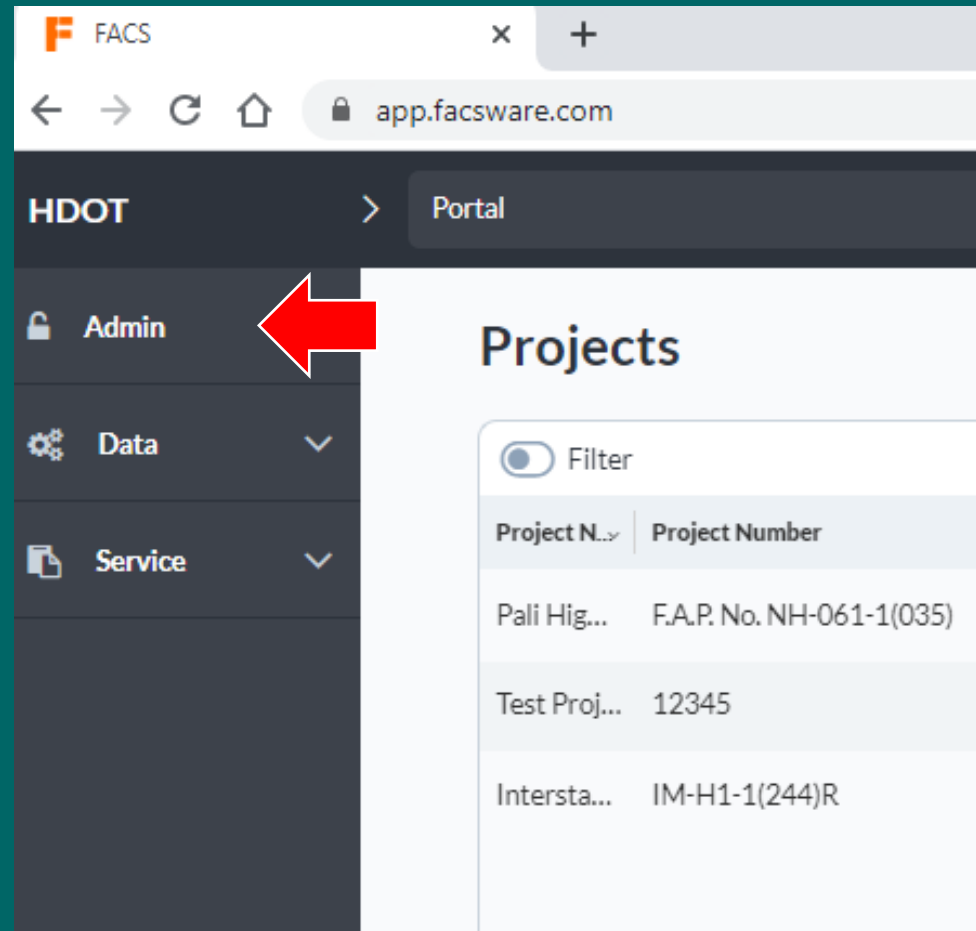 FACS
app.facsware.com
HDOT > Portal
Admin
Projects
Data
Filter
Project N... Project Number
Service
Pali Hig... F.A.P. No. NH-061-1(035)
Test Proj... 12345
Intersta... IM-H1-1(244)R